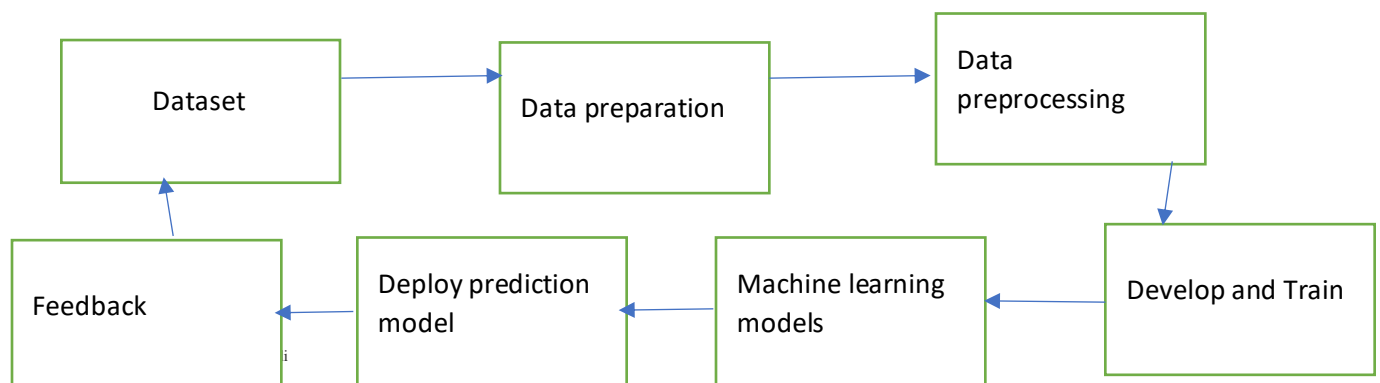 Dataset
Data preparation
Data
preprocessing
Develop and Train
Machine learning
models
Deploy prediction
model
Feedback
i